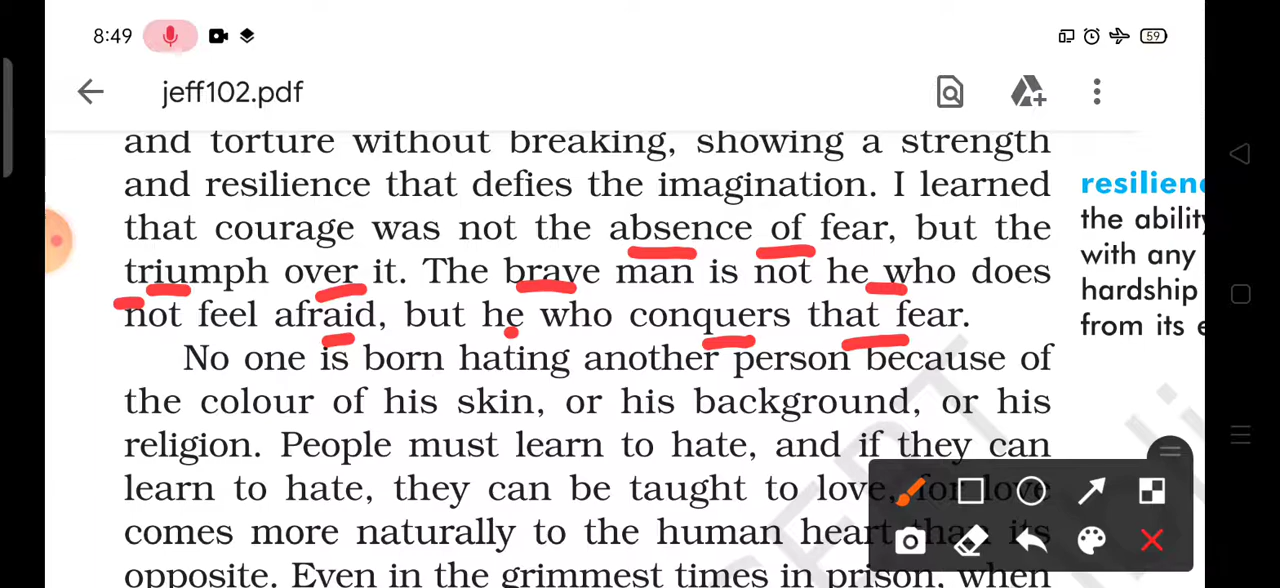 8:49
59
jeff102.pdf
and torture without breaking, showing a strength
and resilience that defies the imagination. I learned
that courage was not the absence of fear, but the
triumph over it. The brave man is not he who does
not feel afraid, but he who conquers that fear.
No one is born hating another person because of
the colour of his skin, or his background, or his
religion. People must learn to hate, and if they can
learn to hate, they can be taught to love, for love
comes more naturally to the human heart than its
opposite. Even in the grimmest times in prison, when
the ability
with any
hardship
from its